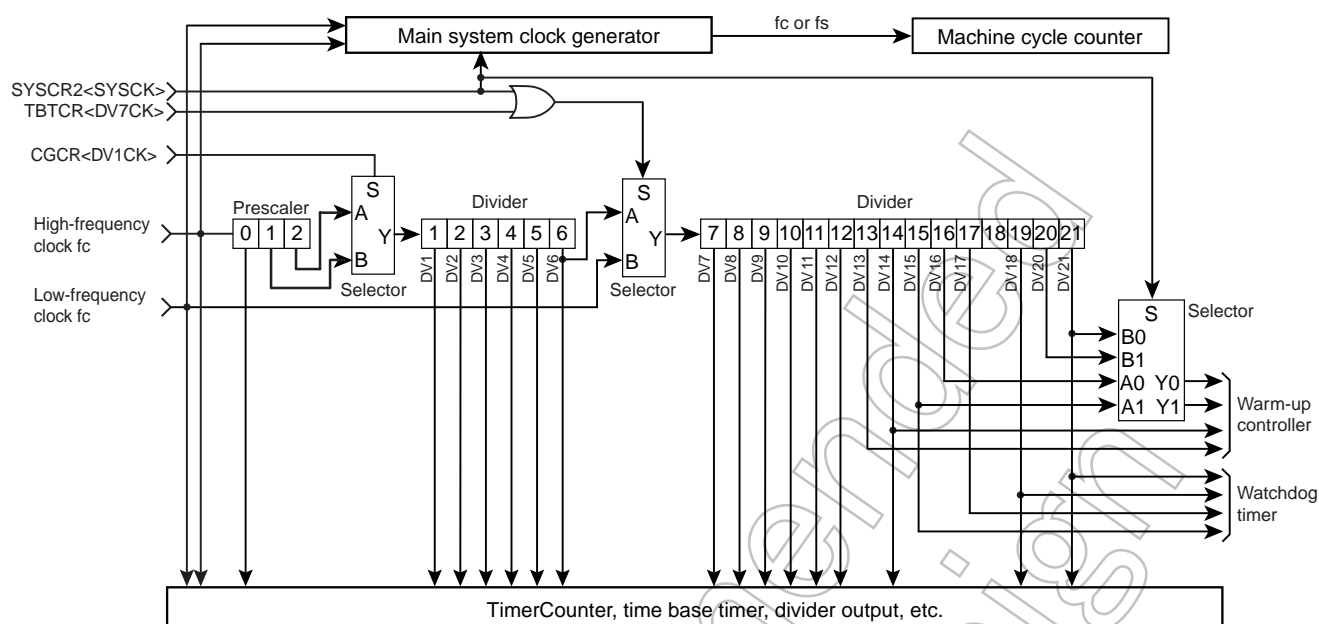 fc or fs
Main system clock generator
Machine cycle counter
SYSCR2<SYSCK>
TBTCR<DV7CK>
CGCR<DV1CK>
S
S
Prescaler
Divider
Divider
A
A
High-frequency
clock fc
0 1 2
Y
1 2 3 4 5 6
Y
7 8 9 10 11 12 13 14 15 16 17 18 19 20 21
B
B
DV1 DV2 DV3 DV4 DV5 DV6
DV7 DV8 DV9 DV10 DV11 DV12 DV13 DV14 DV15 DV16 DV17 DV18 DV20 DV21
Selector
Selector
Low-frequency
clock fc
S
Selector
B0
B1
A0 Y0
A1 Y1
Warm-up
controller
Watchdog
timer
TimerCounter, time base timer, divider output, etc.